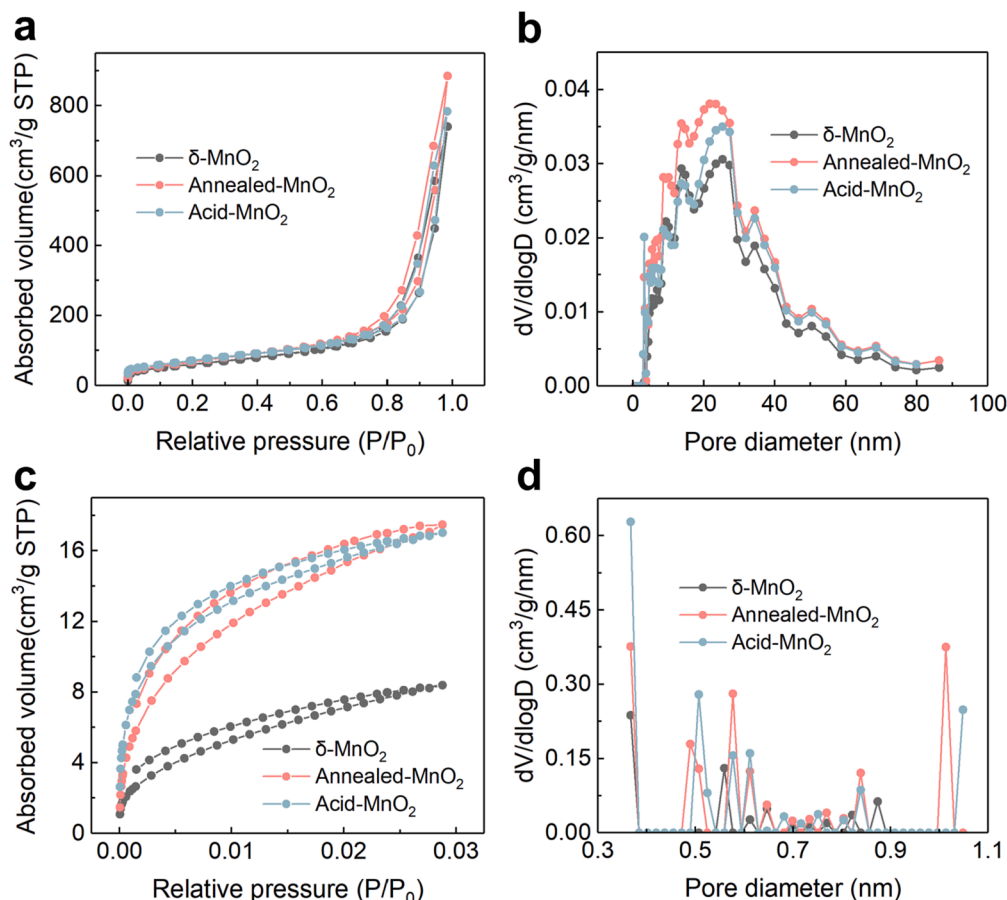 a
Absorbed volume(cm³/g STP)
800
600
400
200
0
δ-MnO₂
Annealed-MnO₂
Acid-MnO₂
0.0 0.2 0.4 0.6 0.8 1.0
Relative pressure (P/P₀)
b
dV/dlogD (cm³/g/nm)
0.04
0.03
0.02
0.01
0.00
δ-MnO₂
Annealed-MnO₂
Acid-MnO₂
0 20 40 60 80 100
Pore diameter (nm)
c
Absorbed volume(cm³/g STP)
16
12
8
4
0
δ-MnO₂
Annealed-MnO₂
Acid-MnO₂
0.00 0.01 0.02 0.03
Relative pressure (P/P₀)
d
dV/dlogD (cm³/g/nm)
0.60
0.45
0.30
0.15
0.00
δ-MnO₂
Annealed-MnO₂
Acid-MnO₂
0.3 0.5 0.7 0.9 1.1
Pore diameter (nm)